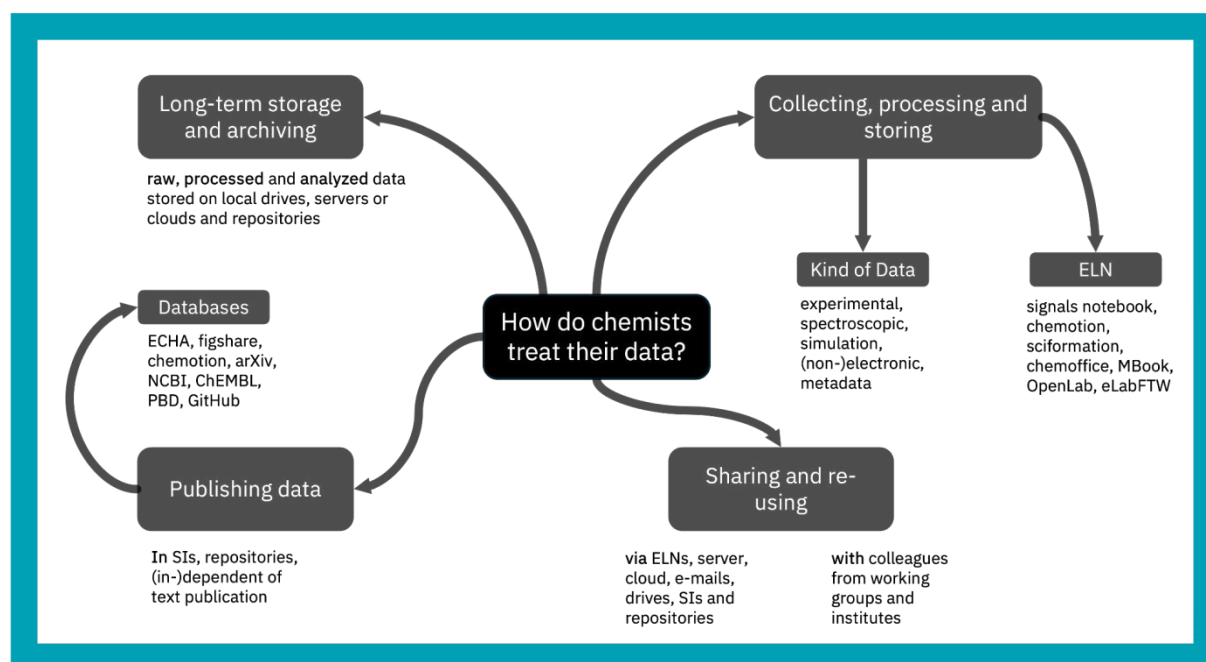 Long-term storage
and archiving
raw, processed and analyzed data
stored on local drives, servers or
clouds and repositories
Collecting, processing and
storing
Kind of Data
experimental,
spectroscopic,
simulation,
(non-)electronic,
metadata
ELN
signals notebook,
chemotion,
sciformation,
chemoffice, MBook,
OpenLab, eLabFTW
How do chemists
treat their data?
Databases
ECHA, figshare,
chemotion, arXiv,
NCBI, ChEMBL,
PBD, GitHub
Publishing data
In SIs, repositories,
(in-)dependent of
text publication
Sharing and re-
using
via ELNs, server,
cloud, e-mails,
drives, SIs and
repositories
with colleagues
from working
groups and
institutes